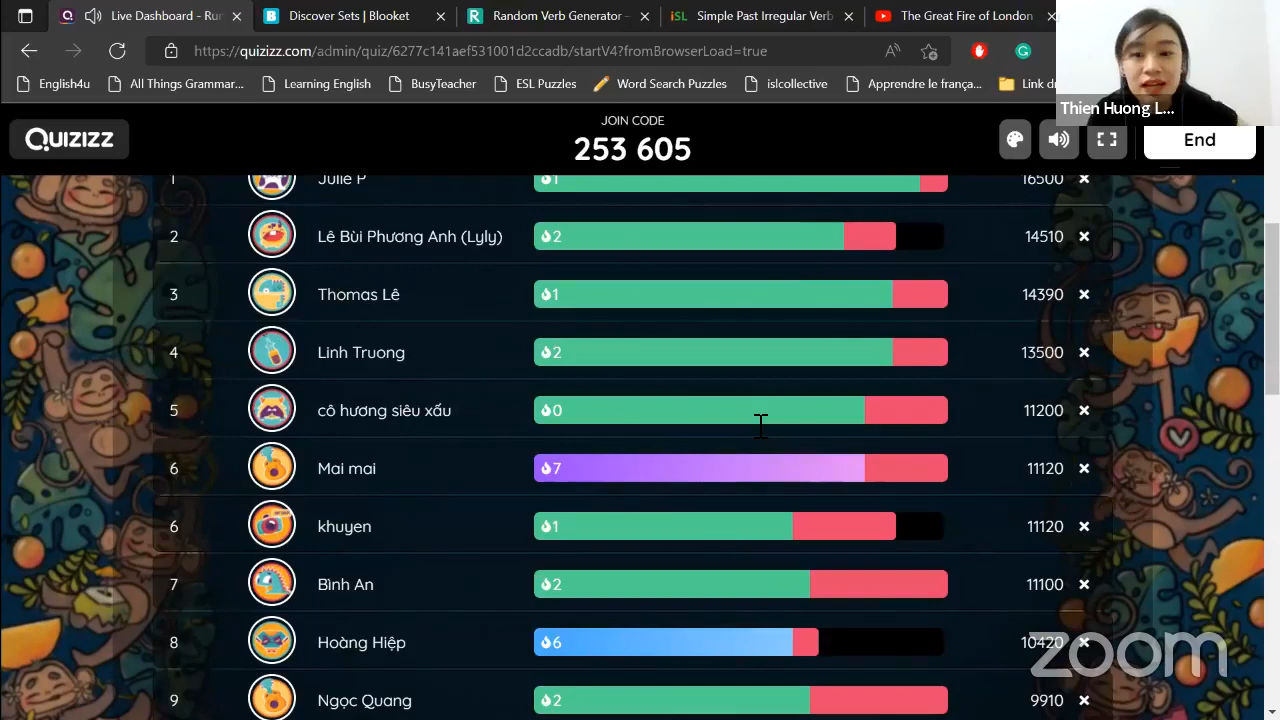 Live Dashboard - Ru
Discover Sets | Blooket
Random Verb Generator -
Simple Past Irregular Verb
The Great Fire of London
https://quizizz.com/admin/quiz/6277c141aef531001d2ccadb/startV4?fromBrowserLoad=true
English4u
All Things Grammar...
Learning English
BusyTeacher
ESL Puzzles
Word Search Puzzles
islcollective
Apprendre le frança...
Link d
Thien Huong L...
Quizizz
JOIN CODE
253 605
End
1 Julie P 1 16500
2 Lê Bùi Phương Anh (Lyly) 2 14510
3 Thomas Lê 1 14390
4 Linh Truong 2 13500
5 cô hương siêu xấu 0 11200
6 Mai mai 7 11120
6 khuyen 1 11120
7 Bình An 2 11100
8 Hoàng Hiệp 6 10420
9 Ngọc Quang 2 9910
zoom